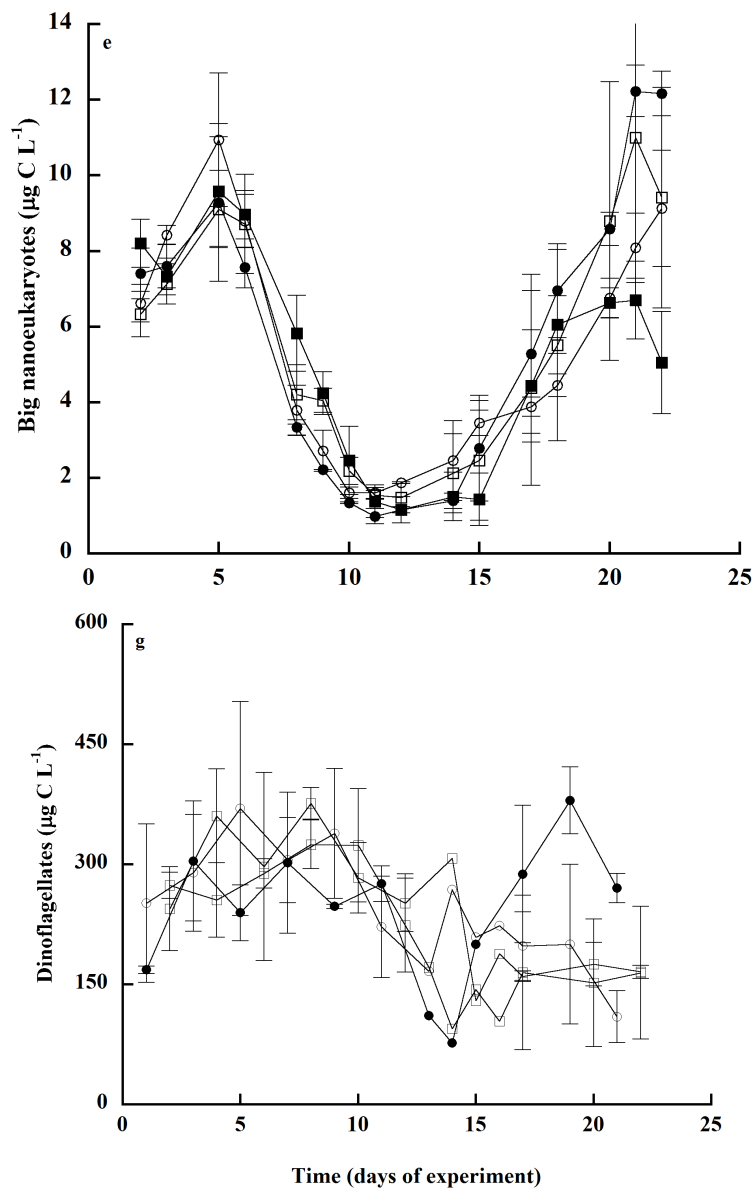 14
12
10
8
6
4
2
0
e
Big nanoeukaryotes (µg C L⁻¹)
0 5 10 15 20 25
600
450
300
150
0
g
Dinoflagellates (µg C L⁻¹)
0 5 10 15 20 25
Time (days of experiment)